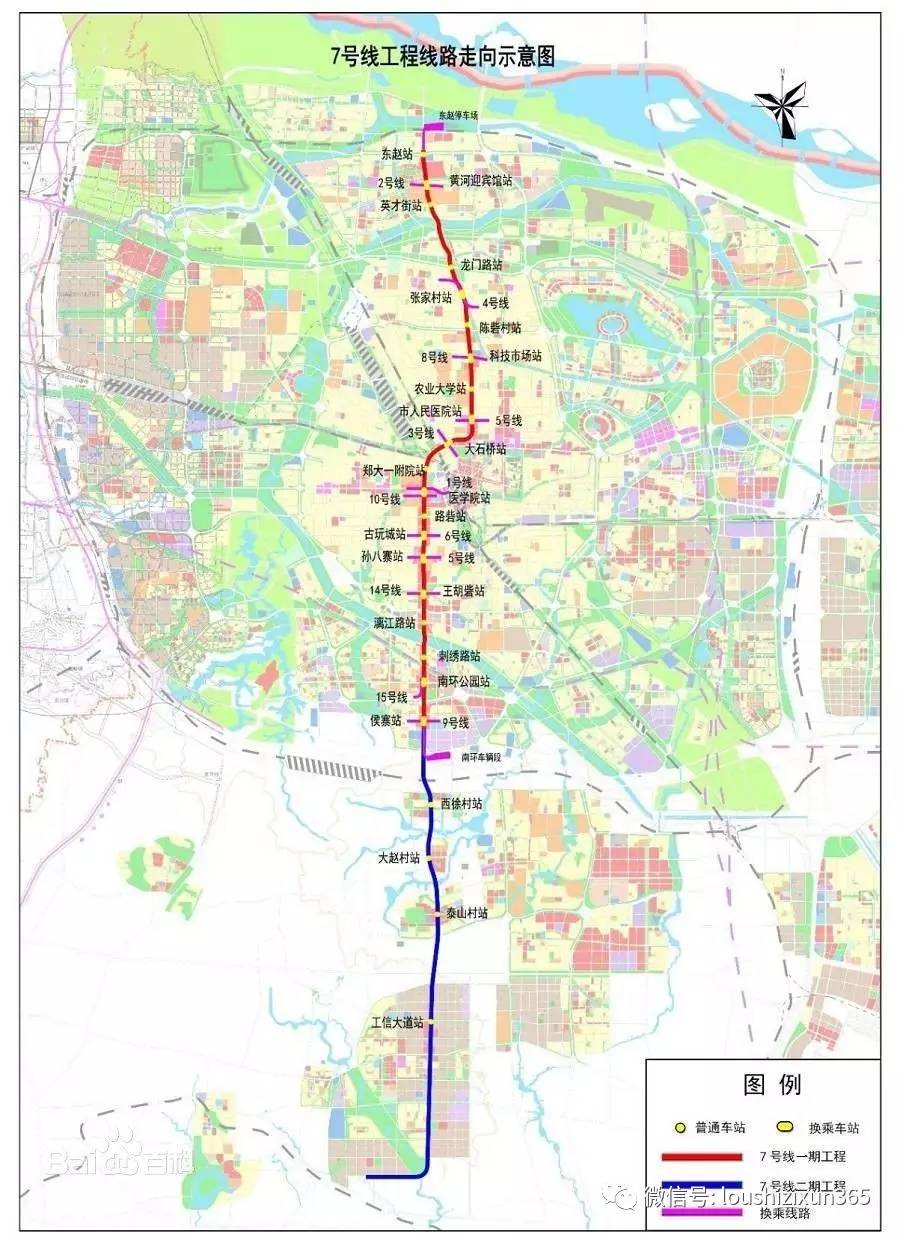 7号线工程线路走向示意图
N
东赵停车场
东赵站
2号线
黄河迎宾馆站
英才街站
龙门路站
张家村站
4号线
陈砦村站
8号线
科技市场站
农业大学站
市人民医院站
5号线
3号线
大石桥站
郑大一附院站
1号线
10号线
医学院站
路砦站
古玩城站
6号线
孙八寨站
5号线
14号线
王胡砦站
漓江路站
刺绣路站
南环公园站
15号线
侯寨站
9号线
南环车辆段
西徐村站
大赵村站
泰山村站
工信大道站
图 例
普通车站
换乘车站
7号线一期工程
7号线二期工程
换乘线路
Bai百科
微信号: loushizixun365